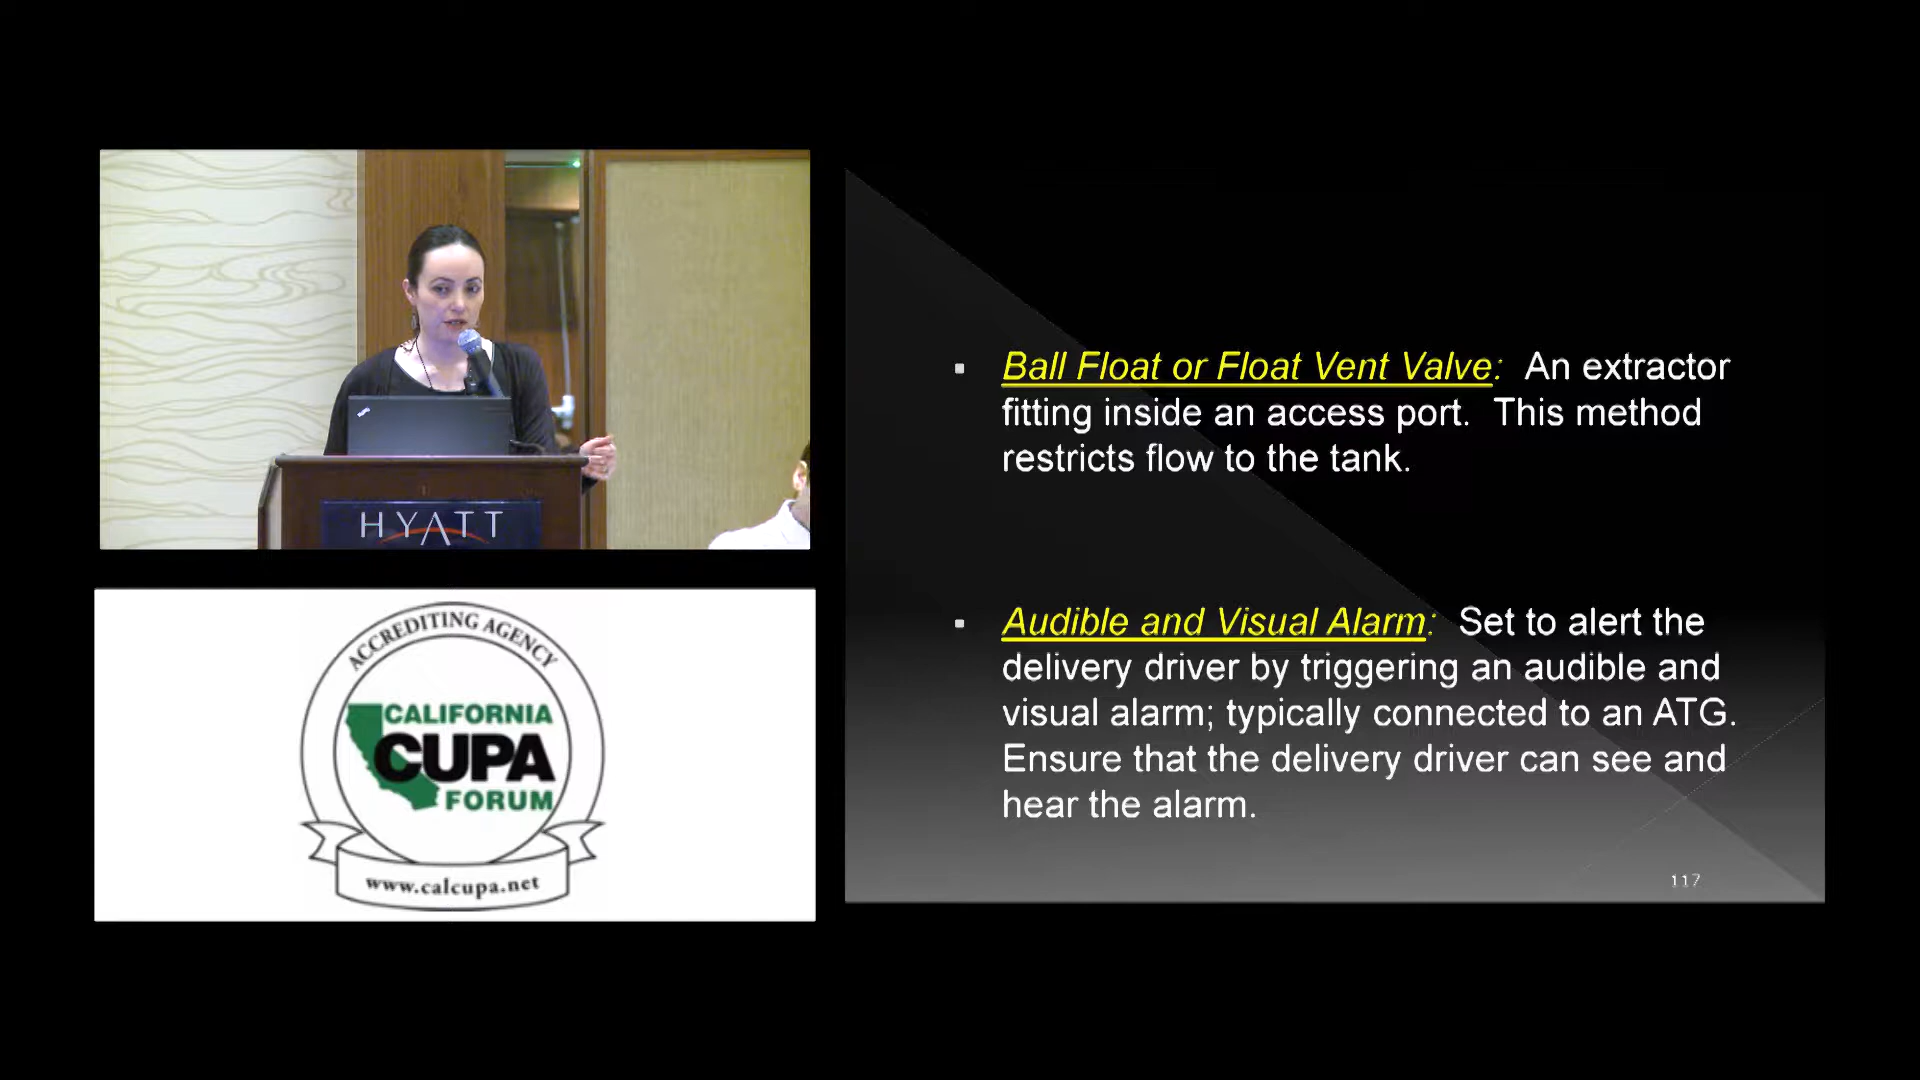 HYATT
ACCREDITING AGENCY
CALIFORNIA
CUPA
FORUM
www.calcupa.net
▪ Ball Float or Float Vent Valve: An extractor
fitting inside an access port. This method
restricts flow to the tank.
▪ Audible and Visual Alarm: Set to alert the
delivery driver by triggering an audible and
visual alarm; typically connected to an ATG.
Ensure that the delivery driver can see and
hear the alarm.
117